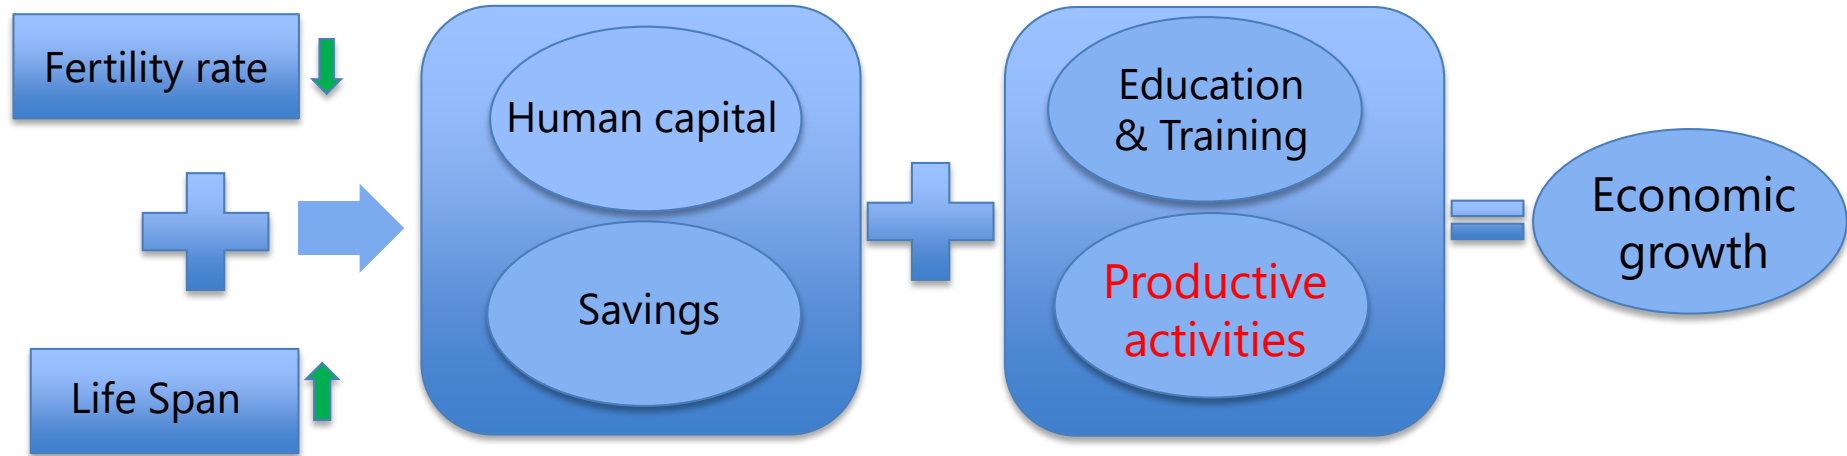 Fertility rate
Life Span
Human capital
Savings
Education
& Training
Productive
activities
Economic
growth